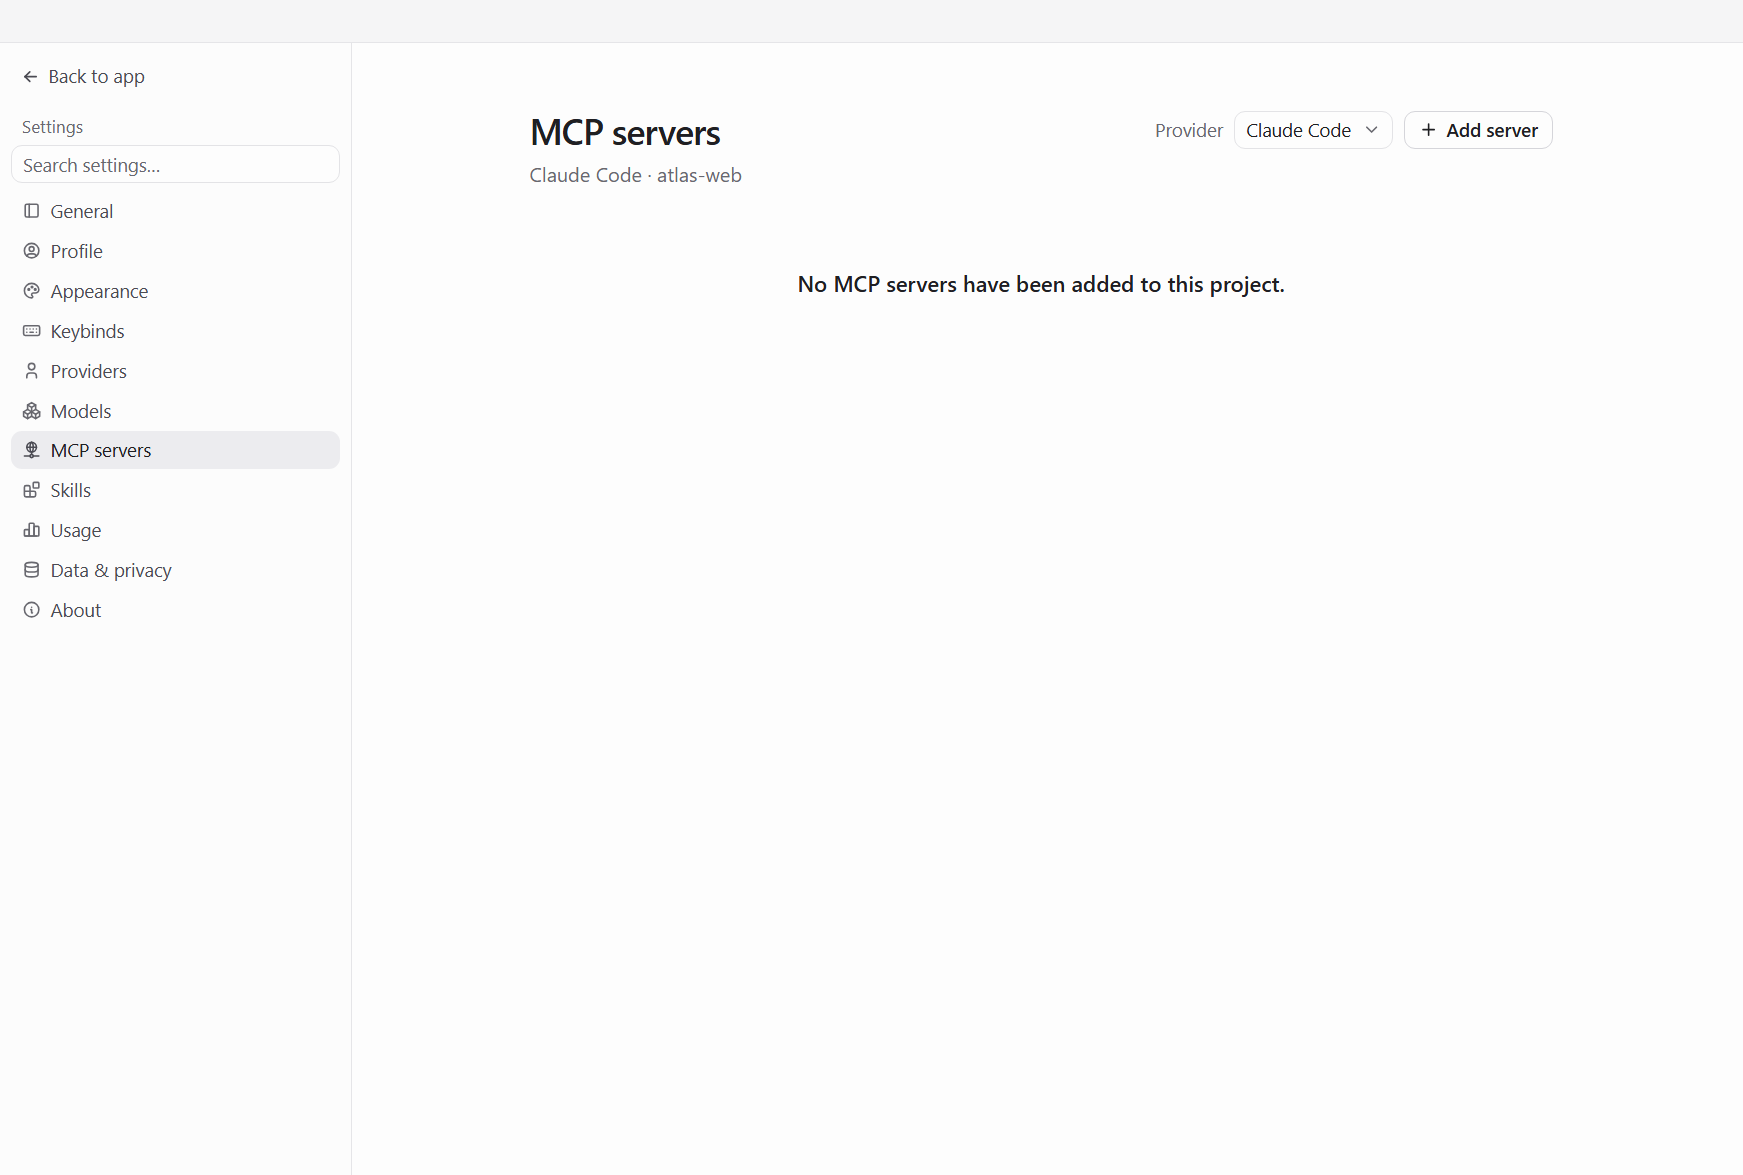 Back to app
Settings
Search settings...
General
Profile
Appearance
Keybinds
Providers
Models
MCP servers
Skills
Usage
Data & privacy
About
MCP servers
Claude Code · atlas-web
Provider
Claude Code
Add server
No MCP servers have been added to this project.